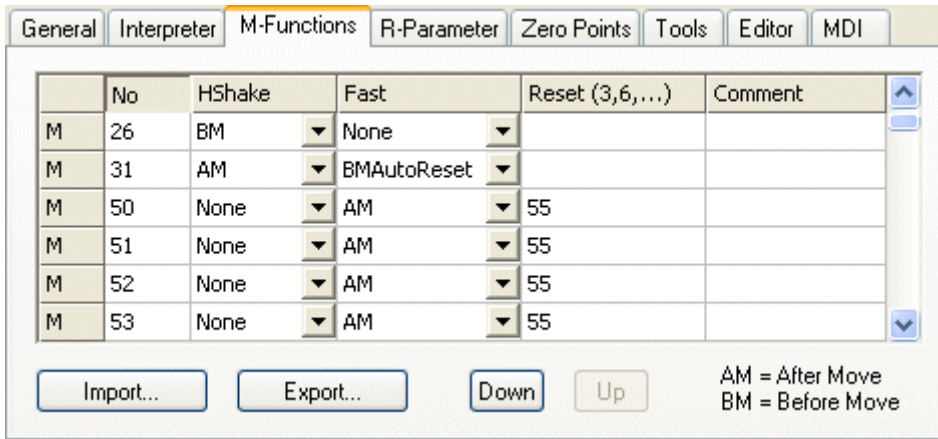 General Interpreter M-Functions R-Parameter Zero Points Tools Editor MDI
No HShake Fast Reset (3,6,...) Comment
M 26 BM None
M 31 AM BMAutoReset
M 50 None AM 55
M 51 None AM 55
M 52 None AM 55
M 53 None AM 55
Import... Export... Down Up AM = After Move
BM = Before Move